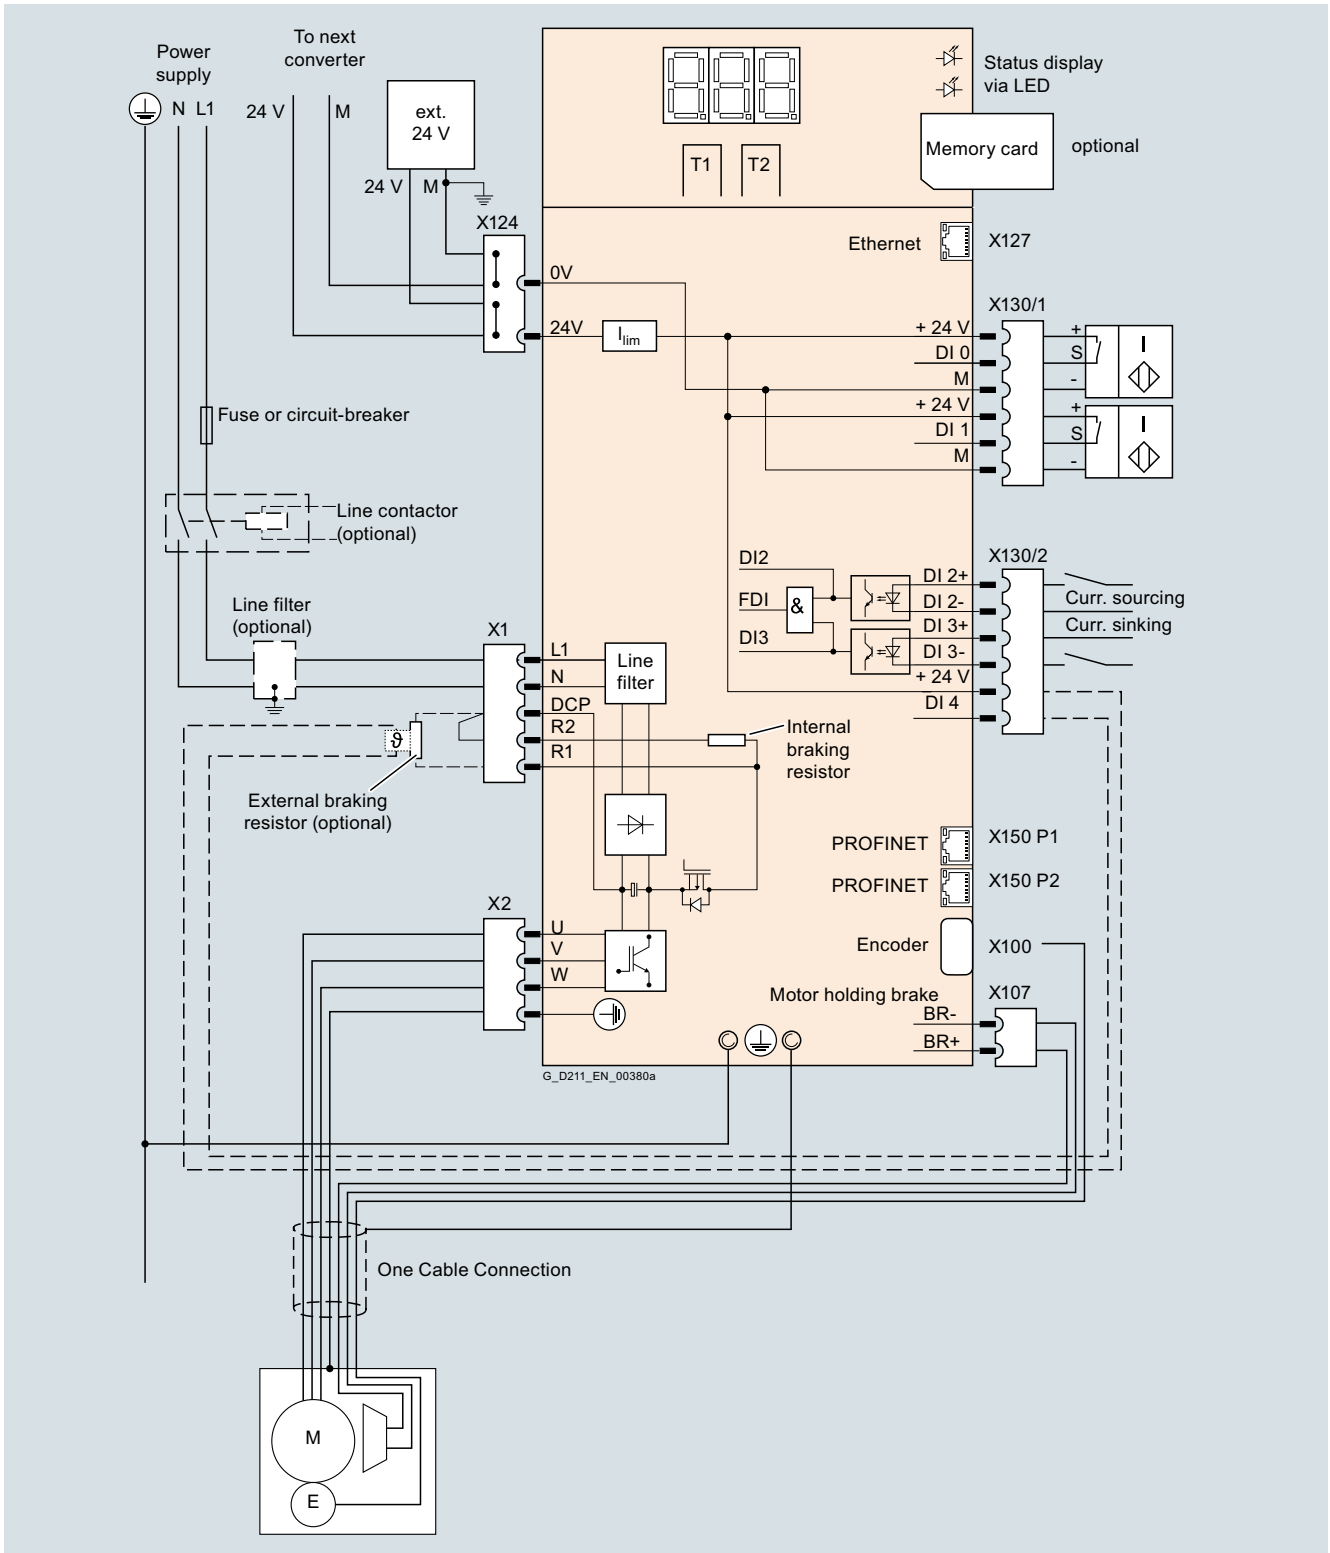 Power
supply
To next
converter
N L1
24 V
M
ext.
24 V
24 V
M
X124
T1
T2
Status display
via LED
Memory card
optional
Ethernet
X127
0V
24V
Ilim
X130/1
+ 24 V
DI 0
M
+ 24 V
DI 1
M
+
S
-
I
+
S
-
I
Fuse or circuit-breaker
Line contactor
(optional)
Line filter
(optional)
X130/2
DI2
FDI
DI3
&
DI 2+
DI 2-
DI 3+
DI 3-
+ 24 V
DI 4
Curr. sourcing
Curr. sinking
X1
L1
N
DCP
R2
R1
Line
filter
Internal
braking
resistor
ϑ
External braking
resistor (optional)
PROFINET
X150 P1
PROFINET
X150 P2
X2
U
V
W
Encoder
X100
Motor holding brake
X107
BR-
BR+
G_D211_EN_00380a
One Cable Connection
M
E